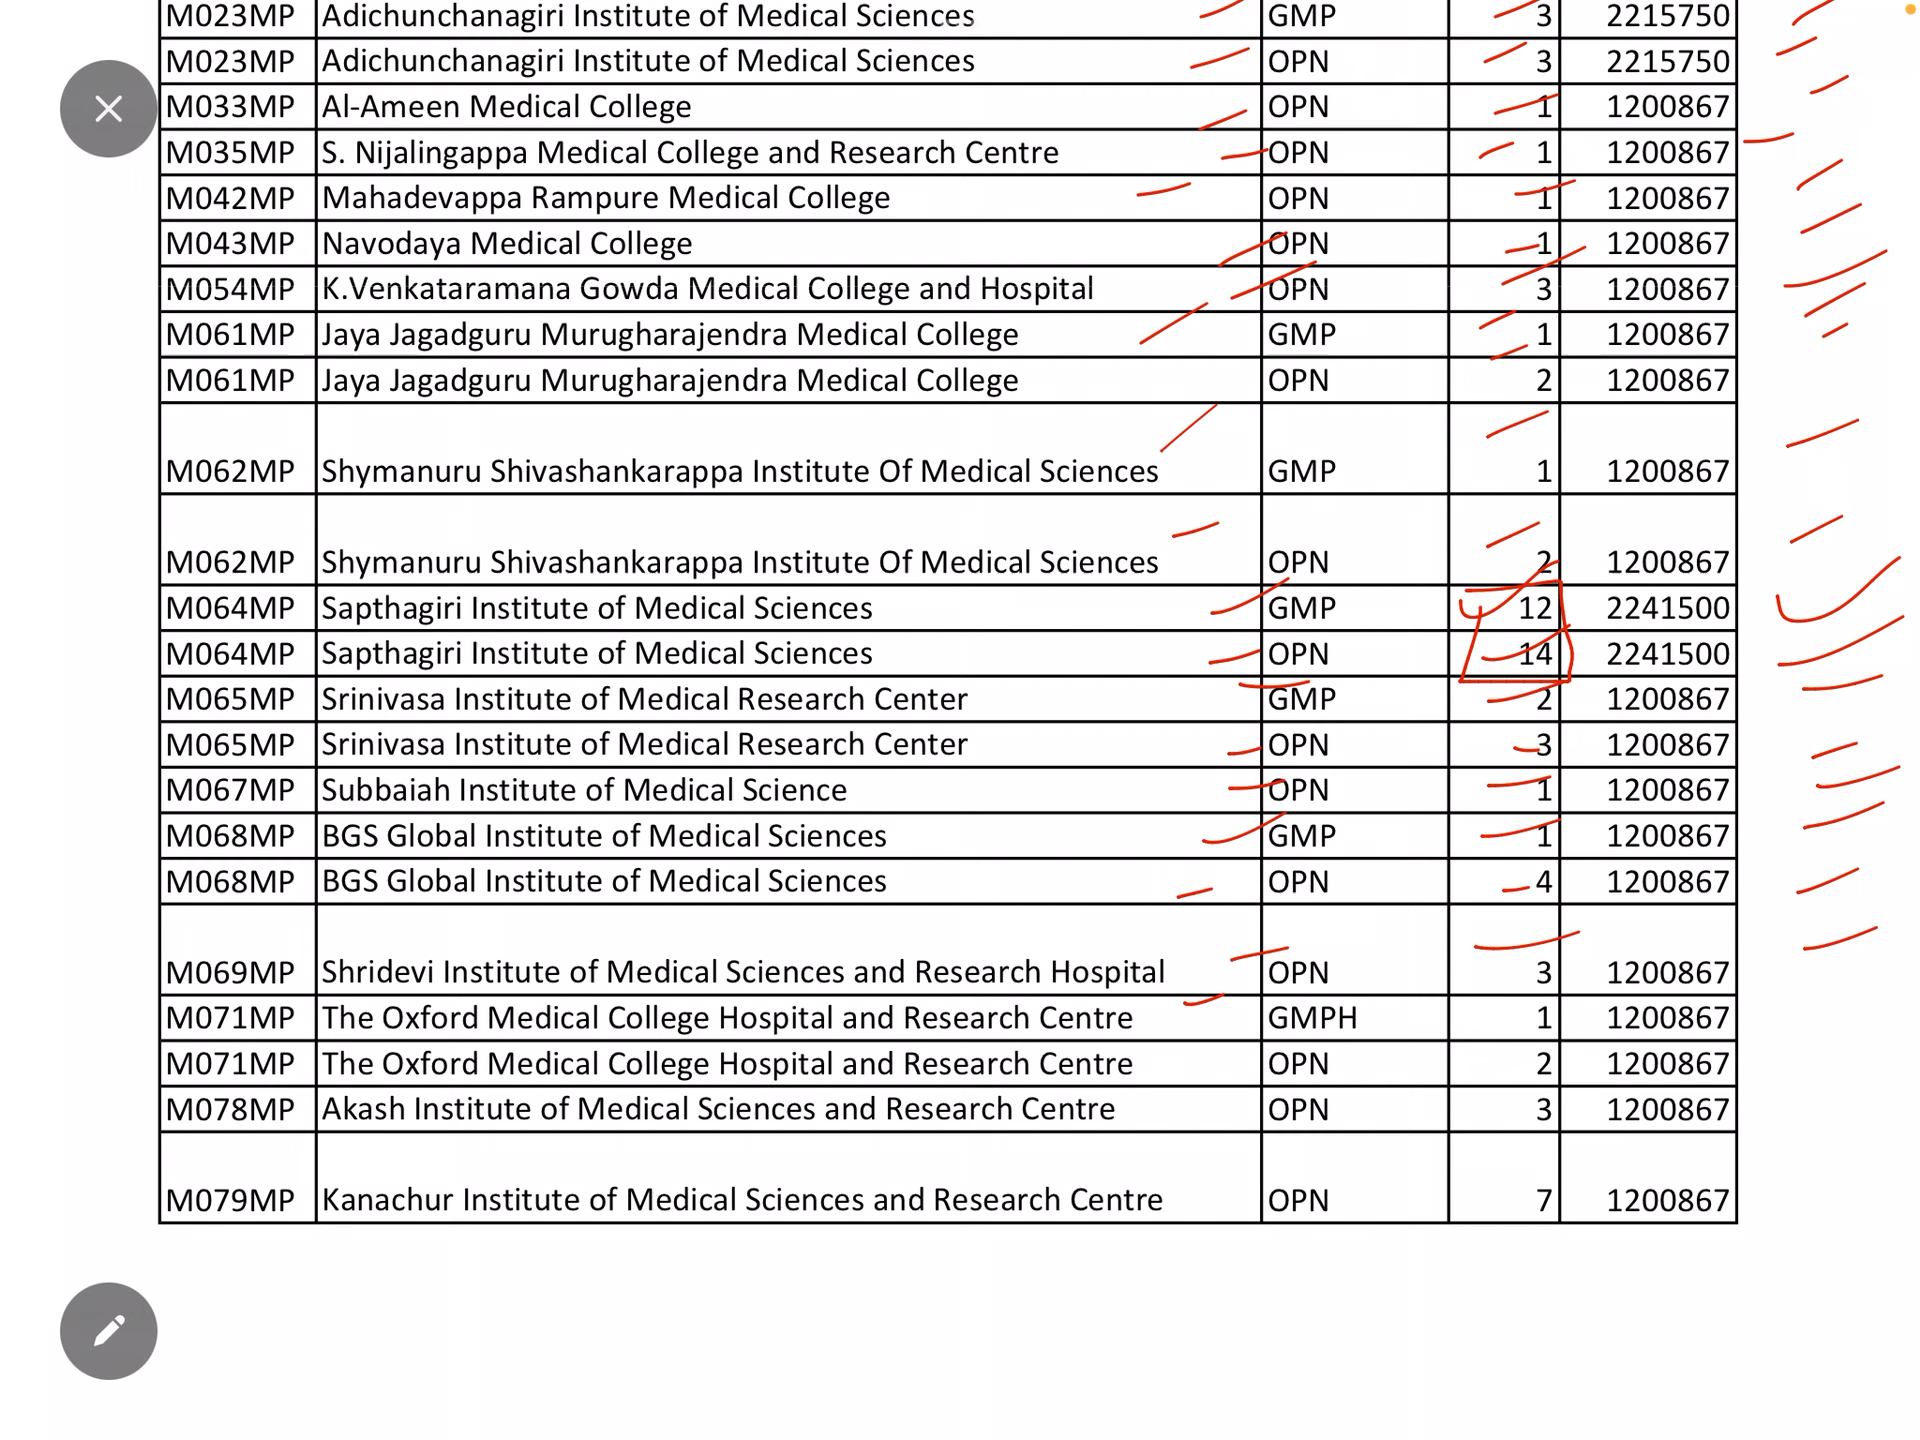 M023MP Adichunchanagiri Institute of Medical Sciences GMP 3 2215750
M023MP Adichunchanagiri Institute of Medical Sciences OPN 3 2215750
M033MP Al-Ameen Medical College OPN 1 1200867
M035MP S. Nijalingappa Medical College and Research Centre OPN 1 1200867
M042MP Mahadevappa Rampure Medical College OPN 1 1200867
M043MP Navodaya Medical College OPN 1 1200867
M054MP K.Venkataramana Gowda Medical College and Hospital OPN 3 1200867
M061MP Jaya Jagadguru Murugharajendra Medical College GMP 1 1200867
M061MP Jaya Jagadguru Murugharajendra Medical College OPN 2 1200867
M062MP Shymanuru Shivashankarappa Institute Of Medical Sciences GMP 1 1200867
M062MP Shymanuru Shivashankarappa Institute Of Medical Sciences OPN 2 1200867
M064MP Sapthagiri Institute of Medical Sciences GMP 12 2241500
M064MP Sapthagiri Institute of Medical Sciences OPN 14 2241500
M065MP Srinivasa Institute of Medical Research Center GMP 2 1200867
M065MP Srinivasa Institute of Medical Research Center OPN 3 1200867
M067MP Subbaiah Institute of Medical Science OPN 1 1200867
M068MP BGS Global Institute of Medical Sciences GMP 1 1200867
M068MP BGS Global Institute of Medical Sciences OPN 4 1200867
M069MP Shridevi Institute of Medical Sciences and Research Hospital OPN 3 1200867
M071MP The Oxford Medical College Hospital and Research Centre GMPH 1 1200867
M071MP The Oxford Medical College Hospital and Research Centre OPN 2 1200867
M078MP Akash Institute of Medical Sciences and Research Centre OPN 3 1200867
M079MP Kanachur Institute of Medical Sciences and Research Centre OPN 7 1200867